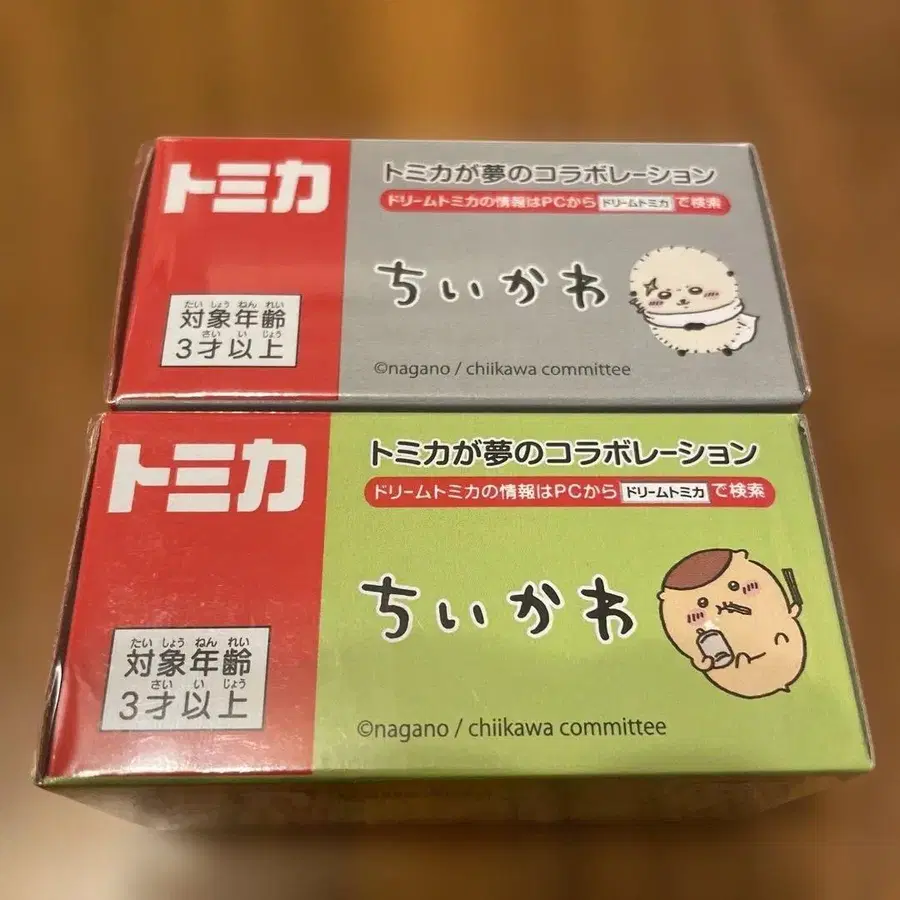 トミカ
トミカが夢のコラボレーション
ドリームトミカの情報はPCから ドリームトミカ で検索
ちいかわ
たい しょう ねん れい
対象年齢
さい い じょう
3才以上
©nagano / chiikawa committee
トミカ
トミカが夢のコラボレーション
ドリームトミカの情報はPCから ドリームトミカ で検索
ちいかわ
たい しょう ねん れい
対象年齢
さい い じょう
3才以上
©nagano / chiikawa committee